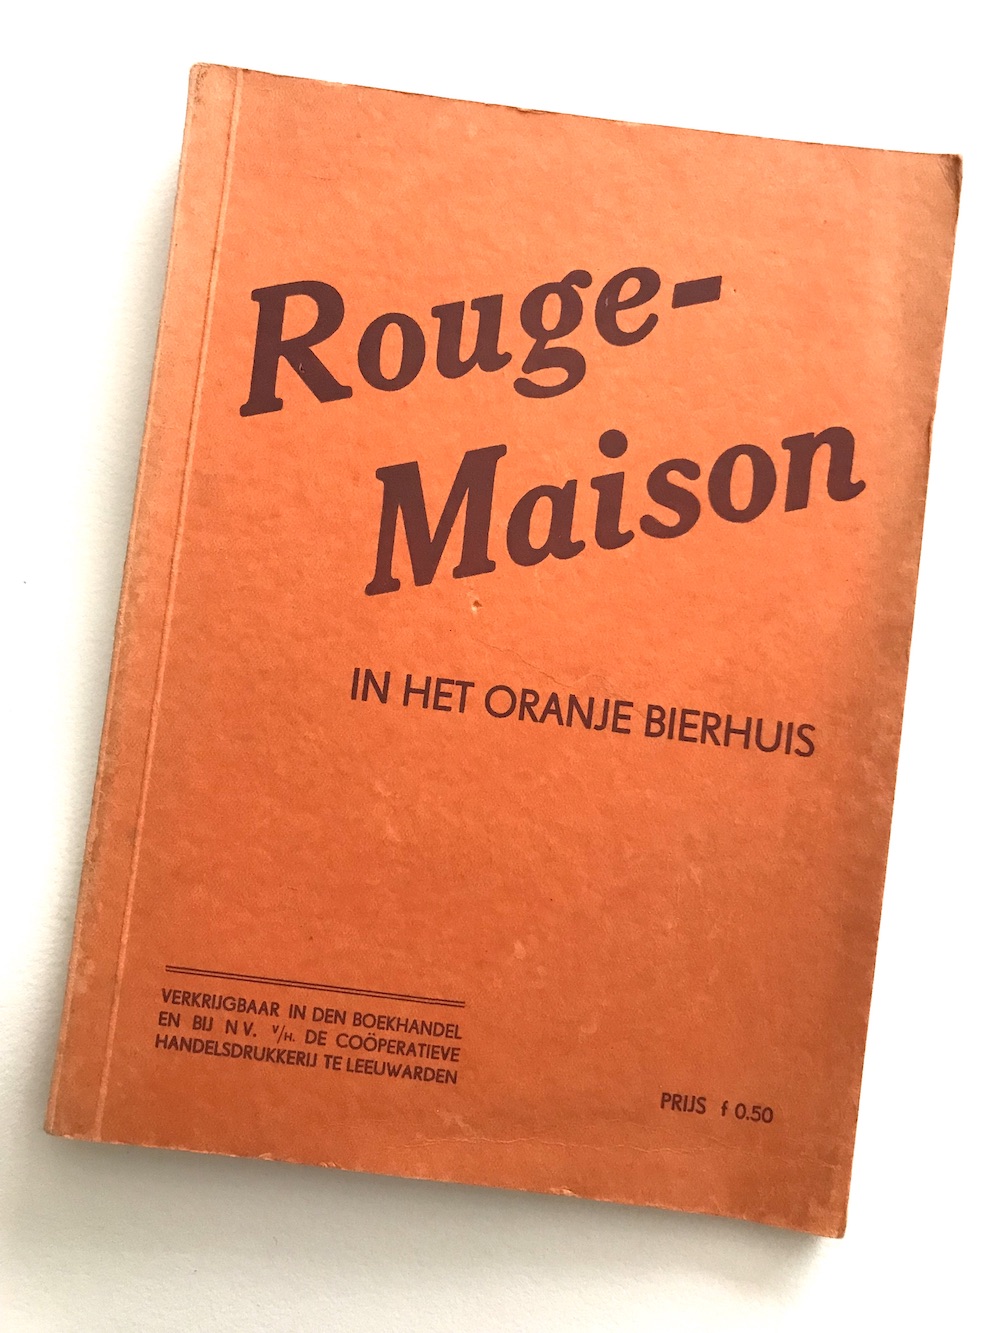 Rouge-
Maison
IN HET ORANJE BIERHUIS
VERKRIJGBAAR IN DEN BOEKHANDEL
EN BIJ N V. V/H. DE COÖPERATIEVE
HANDELSDRUKKERIJ TE LEEUWARDEN
PRIJS f 0.50